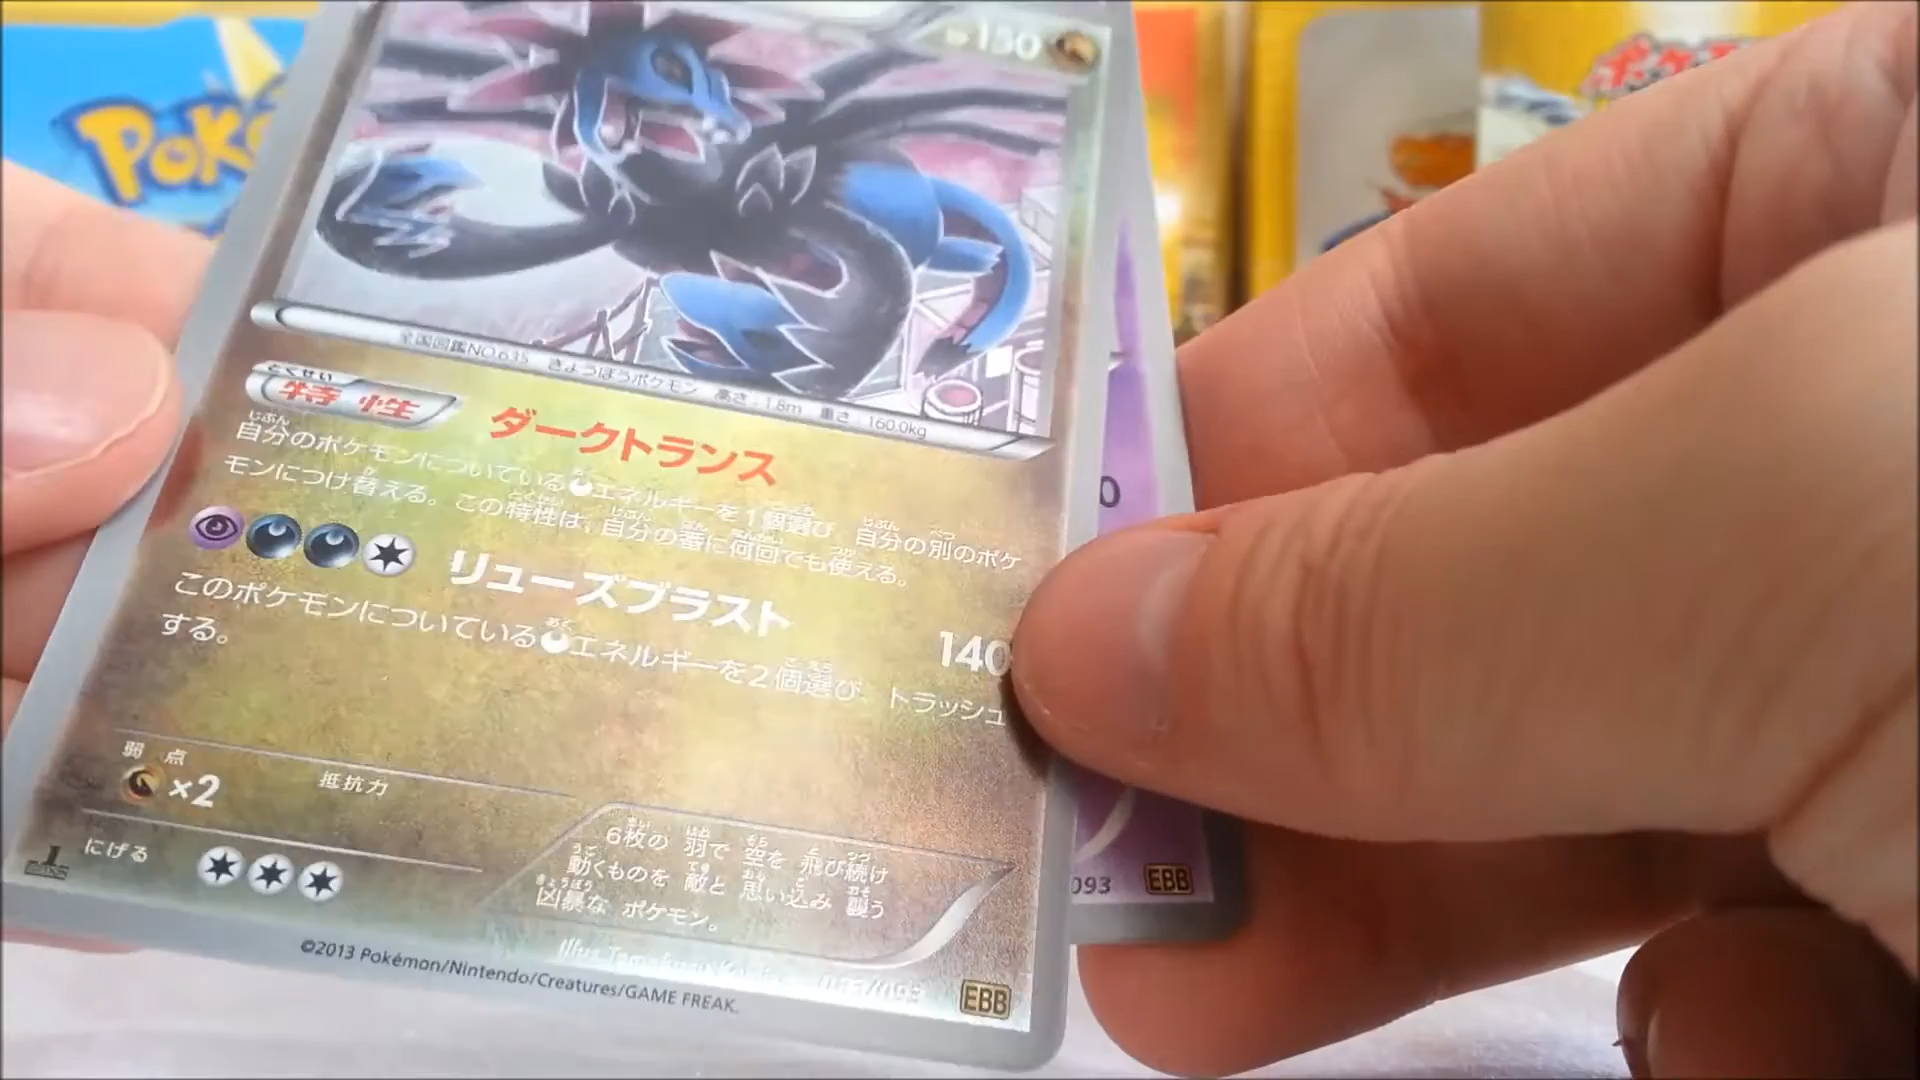 Poké
ポケモ
150
全国図鑑NO.635 きょうぼうポケモン 高さ:1.8m 重さ:160.0kg
とくせい
特性 ダークトランス
自分のポケモンについているエネルギーを1個選び、自分の別のポケ
モンにつけ替える。この特性は、自分の番に何回でも使える。
リューズブラスト 140
このポケモンについているエネルギーを2個選び、トラッシュ
する。
弱点 ×2 抵抗力
にげる
6枚の羽で空を飛び続け
動くものを敵と思い込み襲う
凶暴なポケモン。
©2013 Pokémon/Nintendo/Creatures/GAME FREAK.
EBB
0
093 EBB